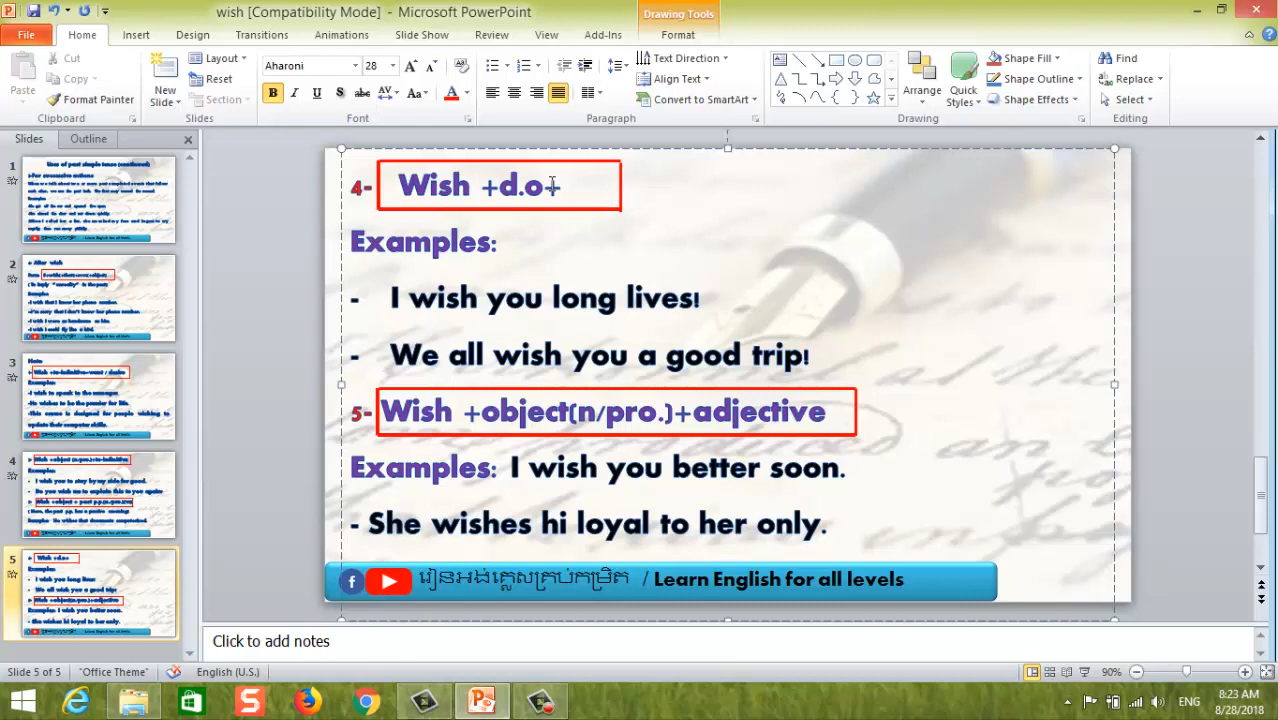 wish [Compatibility Mode] - Microsoft PowerPoint
Drawing Tools
File Home Insert Design Transitions Animations Slide Show Review View Add-Ins Format
Paste
Cut
Copy
Format Painter
Clipboard
New Slide
Layout
Reset
Section
Slides
Aharoni 28
Font
Paragraph
Text Direction
Align Text
Convert to SmartArt
Arrange
Quick Styles
Shape Fill
Shape Outline
Shape Effects
Drawing
Find
Replace
Select
Editing
Slides Outline
1
2
3
4
5
4- Wish +d.o+
Examples:
- I wish you long lives!
- We all wish you a good trip!
5- Wish +object(n/pro.)+adjective
Examples: I wish you better soon.
- She wishes hi loyal to her only.
រៀនអង់គ្លេសគ្រប់កម្រិត / Learn English for all levels
Click to add notes
Slide 5 of 5 "Office Theme" English (U.S.) 90%
ENG 8:23 AM
8/28/2018